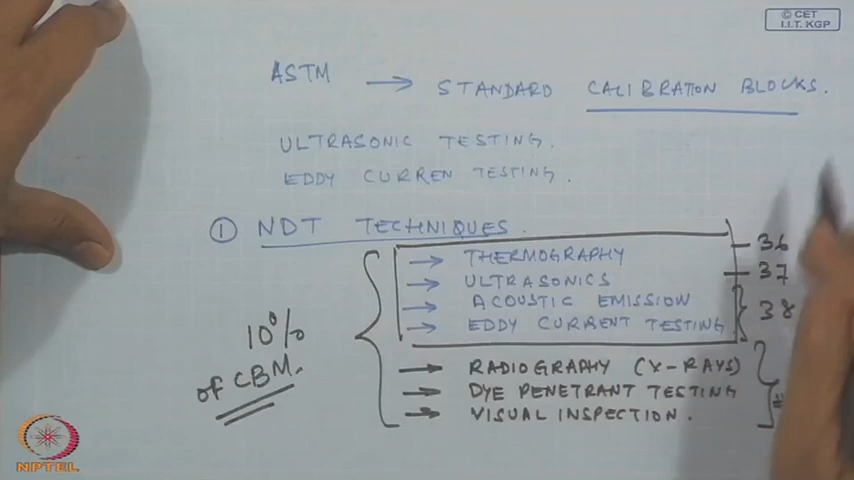 © CET
I.I.T. KGP
ASTM → STANDARD CALIBRATION BLOCKS.
ULTRASONIC TESTING.
EDDY CURREN TESTING.
① NDT TECHNIQUES.
→ THERMOGRAPHY 36
→ ULTRASONICS 37
→ ACOUSTIC EMISSION 38
→ EDDY CURRENT TESTING
10% of CBM.
→ RADIOGRAPHY (X-RAYS)
→ DYE PENETRANT TESTING
→ VISUAL INSPECTION.
NPTEL